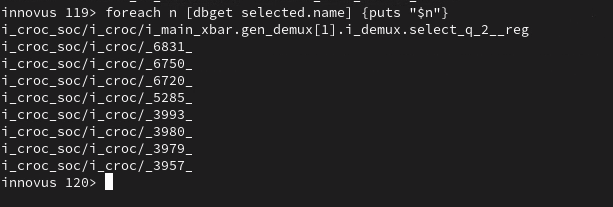 innovus 119> foreach n [dbget selected.name] {puts "$n"}
i_croc_soc/i_croc/i_main_xbar.gen_demux[1].i_demux.select_q_2__reg
i_croc_soc/i_croc/_6831_
i_croc_soc/i_croc/_6750_
i_croc_soc/i_croc/_6720_
i_croc_soc/i_croc/_5285_
i_croc_soc/i_croc/_3993_
i_croc_soc/i_croc/_3980_
i_croc_soc/i_croc/_3979_
i_croc_soc/i_croc/_3957_
innovus 120>